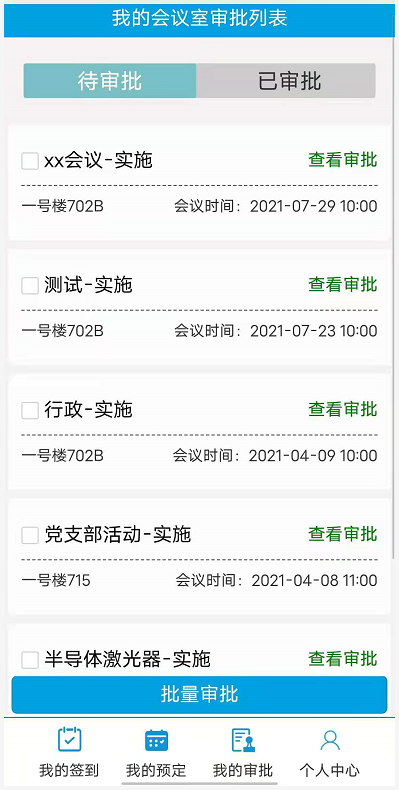 我的会议室审批列表
待审批 已审批
xx会议-实施 查看审批
一号楼702B 会议时间：2021-07-29 10:00
测试-实施 查看审批
一号楼702B 会议时间：2021-07-23 10:00
行政-实施 查看审批
一号楼702B 会议时间：2021-04-09 10:00
党支部活动-实施 查看审批
一号楼715 会议时间：2021-04-08 11:00
半导体激光器-实施 查看审批
批量审批
我的签到 我的预定 我的审批 个人中心